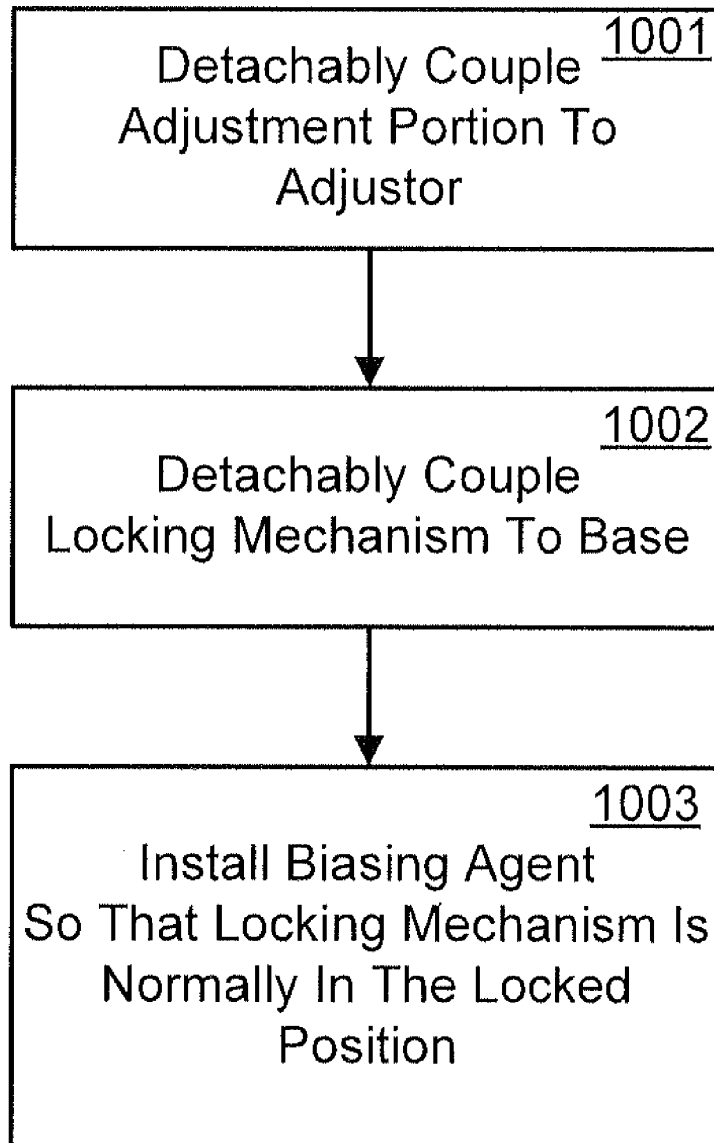 1001
Detachably Couple
Adjustment Portion To
Adjustor
1002
Detachably Couple
Locking Mechanism To Base
1003
Install Biasing Agent
So That Locking Mechanism Is
Normally In The Locked
Position